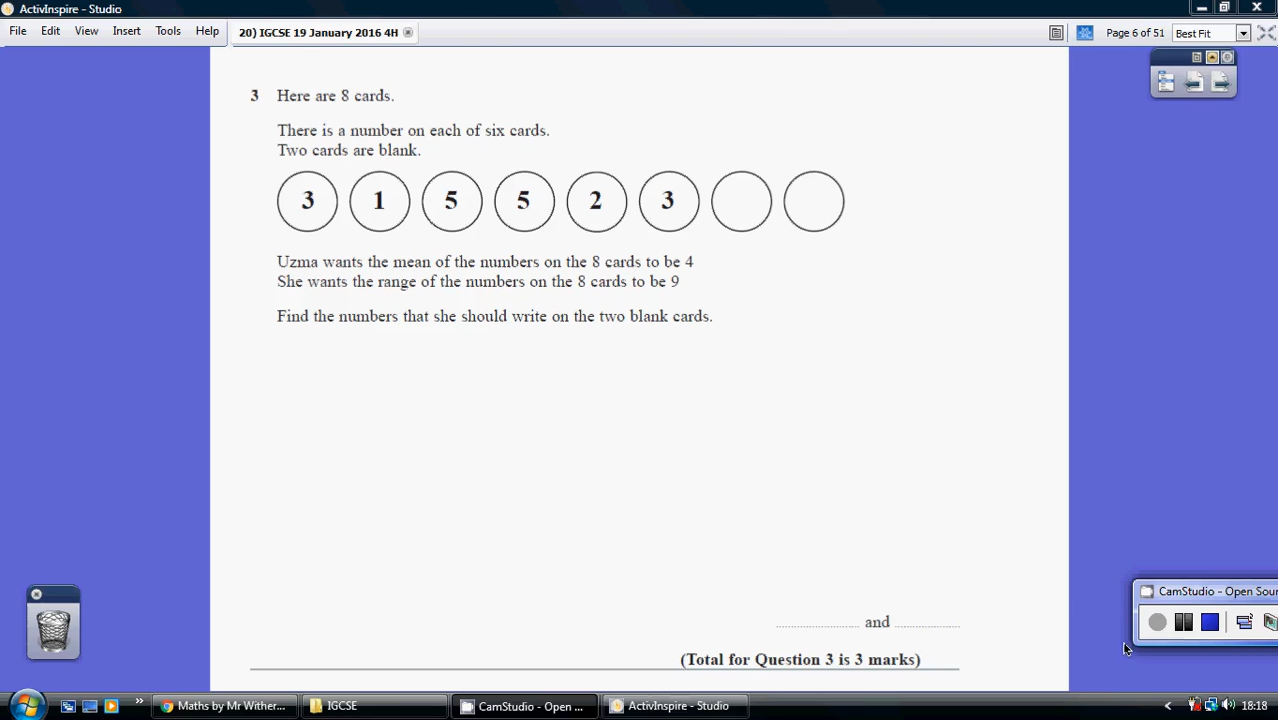 ActivInspire - Studio
File Edit View Insert Tools Help
20) IGCSE 19 January 2016 4H
Page 6 of 51
Best Fit
3 Here are 8 cards.
There is a number on each of six cards.
Two cards are blank.
3 1 5 5 2 3
Uzma wants the mean of the numbers on the 8 cards to be 4
She wants the range of the numbers on the 8 cards to be 9
Find the numbers that she should write on the two blank cards.
CamStudio - Open Sour
.................... and ................
(Total for Question 3 is 3 marks)
Maths by Mr Wither...
IGCSE
CamStudio - Open ...
ActivInspire - Studio
18:18